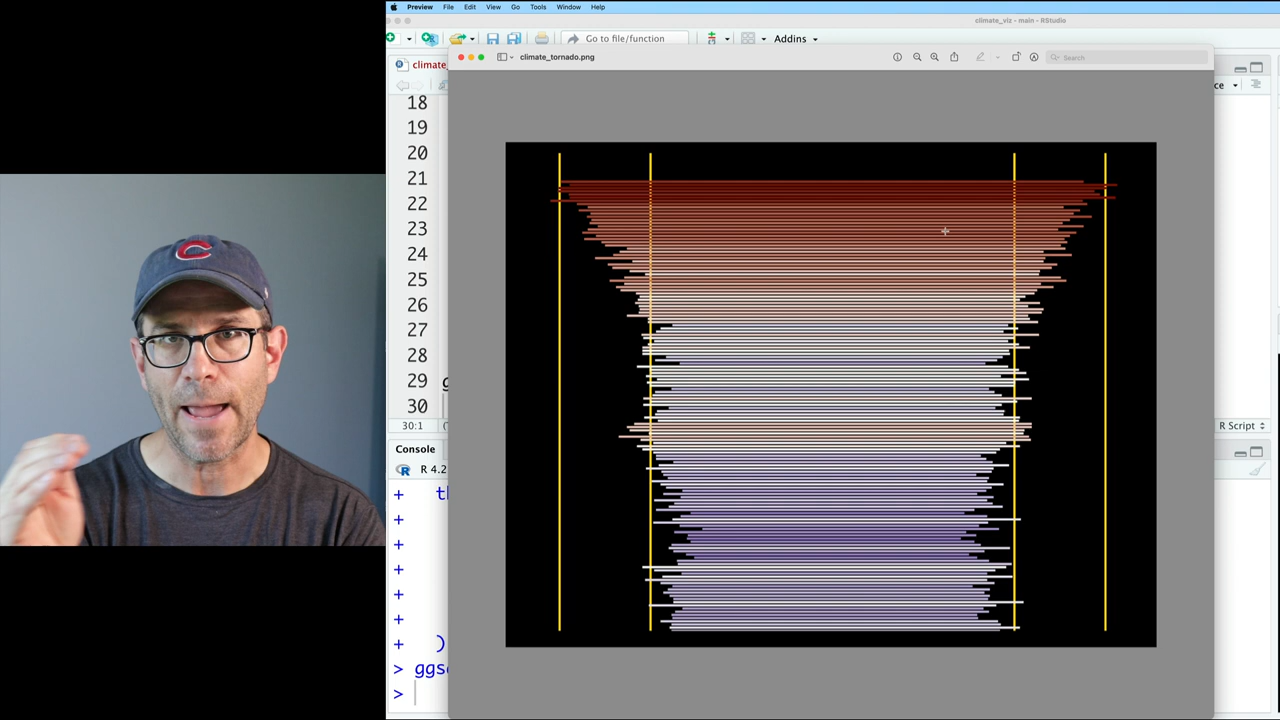 Preview File Edit View Go Tools Window Help
climate_viz - main - RStudio
Go to file/function
Addins
climate_
climate_tornado.png
Search
18
19
20
21
22
23
24
25
26
27
28
29
30
30:1
R Script
Console
R 4.2
+
+
+
+
+
+ )
> ggs
>
C